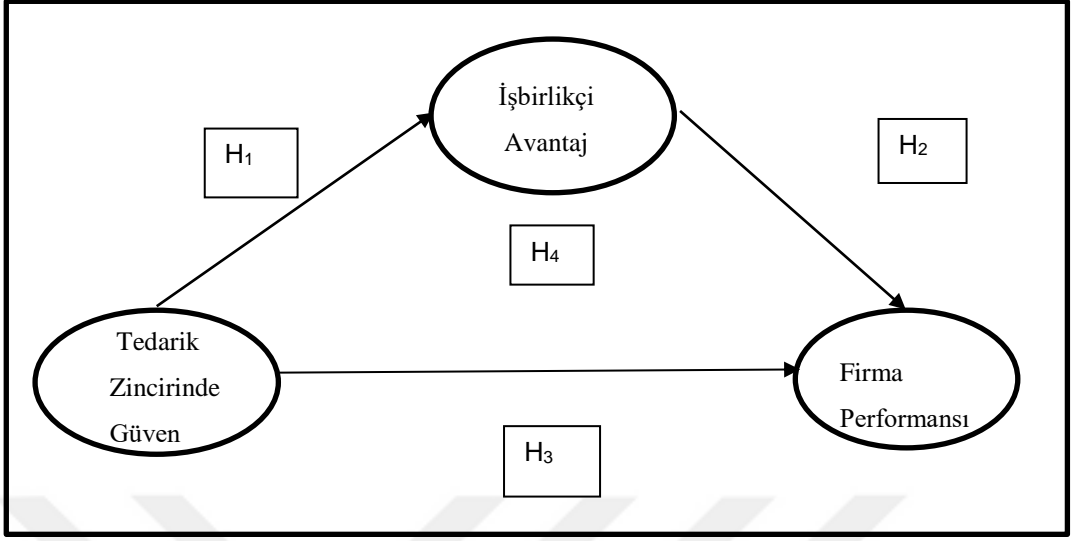 İşbirlikçi
Avantaj
H₁
H₂
H₄
Tedarik
Zincirinde
Güven
Firma
Performansı
H₃